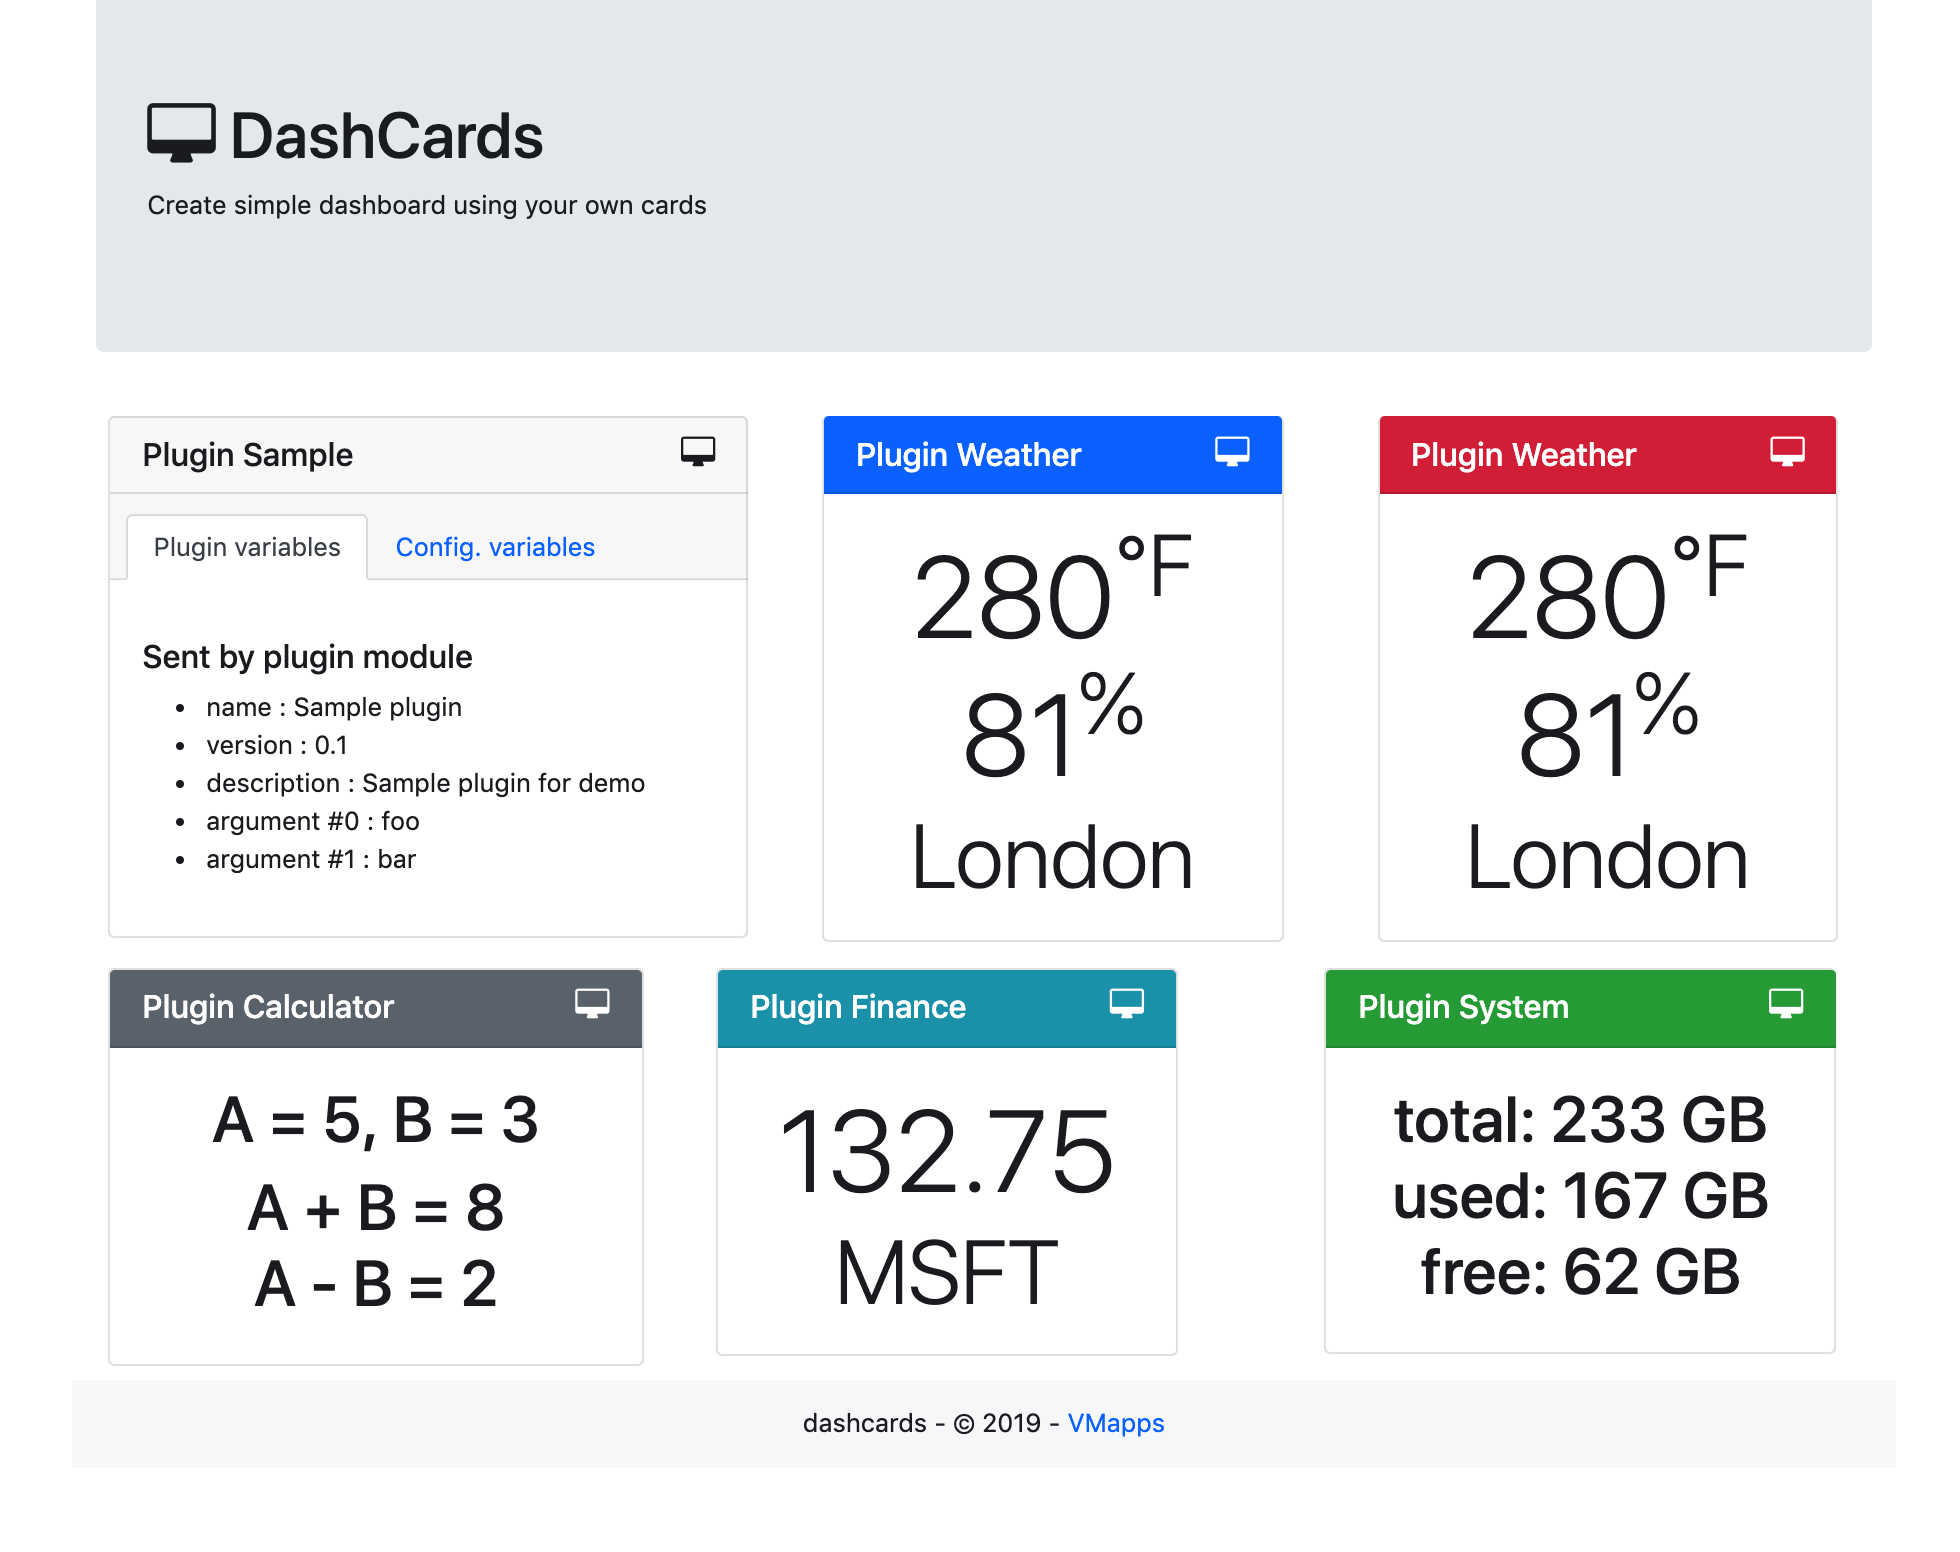 DashCards
Create simple dashboard using your own cards
Plugin Sample
Plugin variables
Config. variables
Sent by plugin module
name : Sample plugin
version : 0.1
description : Sample plugin for demo
argument #0 : foo
argument #1 : bar
Plugin Weather
280°F
81%
London
Plugin Weather
280°F
81%
London
Plugin Calculator
A = 5, B = 3
A + B = 8
A - B = 2
Plugin Finance
132.75
MSFT
Plugin System
total: 233 GB
used: 167 GB
free: 62 GB
dashcards - © 2019 - VMapps